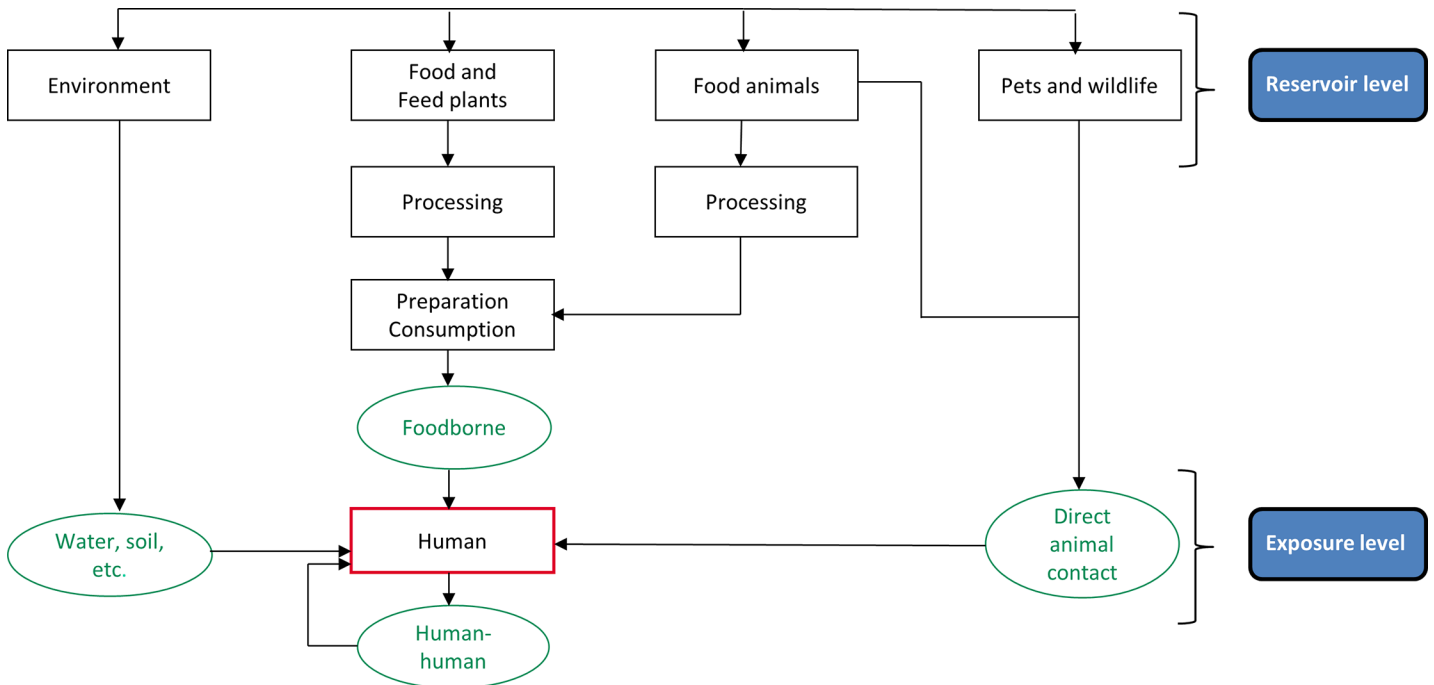 Environment
Food and
Feed plants
Food animals
Pets and wildlife
Reservoir level
Processing
Processing
Preparation
Consumption
Foodborne
Water, soil,
etc.
Human
Direct
animal
contact
Exposure level
Human-
human